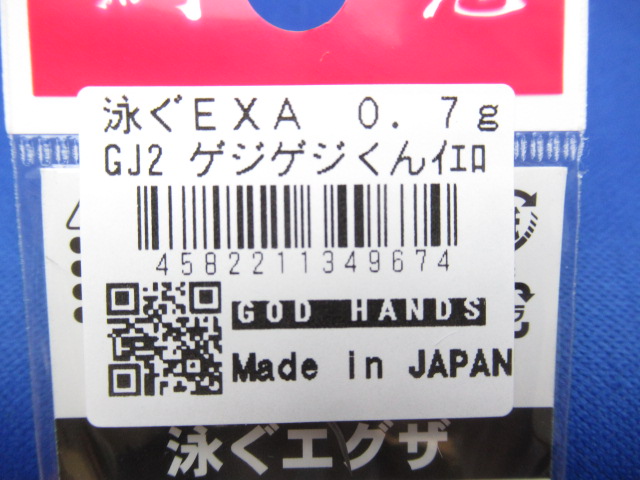 泳ぐEXA 0.7g
GJ2 ゲジゲジくんイエロ
4582211349674
GOD HANDS
Made in JAPAN
泳ぐエグザ